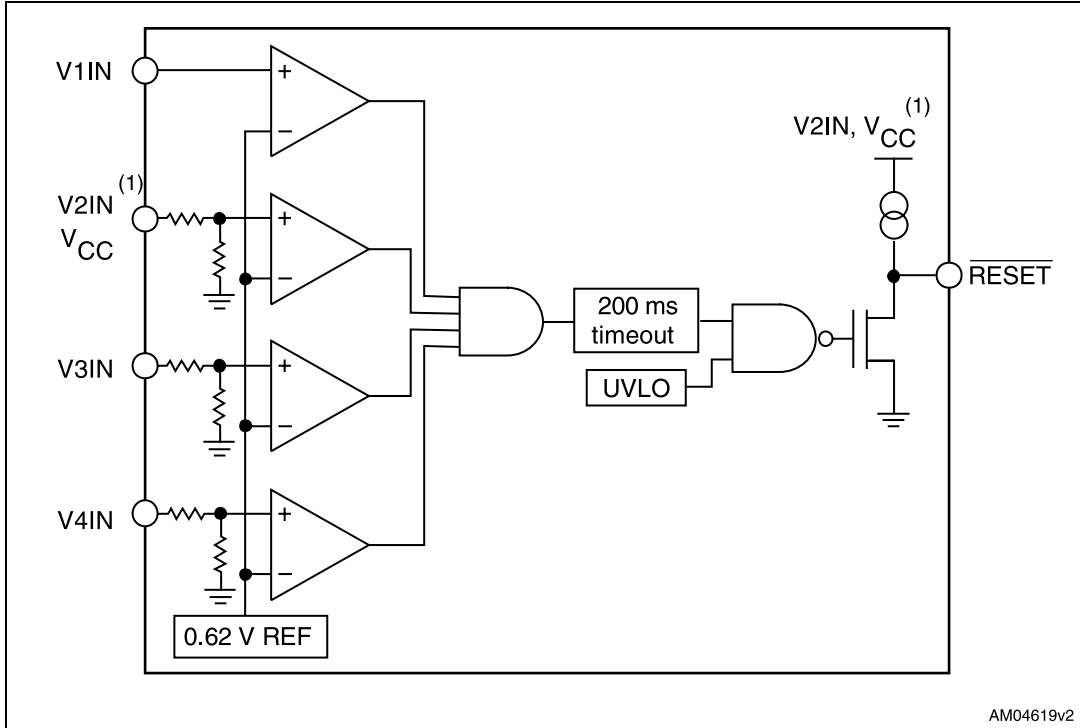 V1IN
+
−
V2IN (1)
VCC
+
−
V3IN
+
−
V4IN
+
−
0.62 V REF
200 ms
timeout
UVLO
V2IN, VCC (1)
RESET
AM04619v2